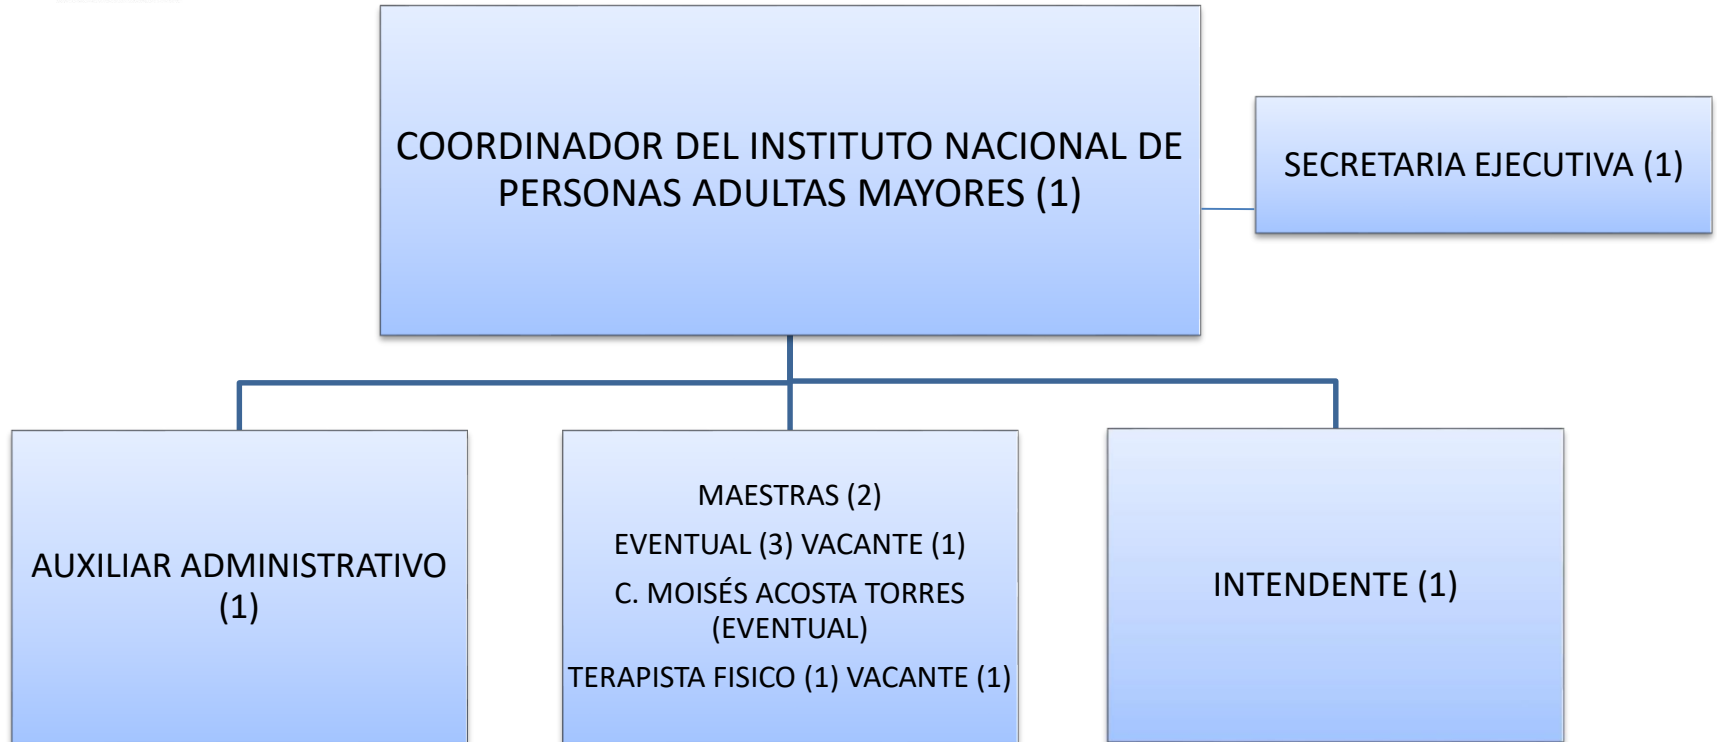 COORDINADOR DEL INSTITUTO NACIONAL DE
PERSONAS ADULTAS MAYORES (1)
SECRETARIA EJECUTIVA (1)
AUXILIAR ADMINISTRATIVO
(1)
MAESTRAS (2)
EVENTUAL (3) VACANTE (1)
C. MOISÉS ACOSTA TORRES
(EVENTUAL)
TERAPISTA FISICO (1) VACANTE (1)
INTENDENTE (1)